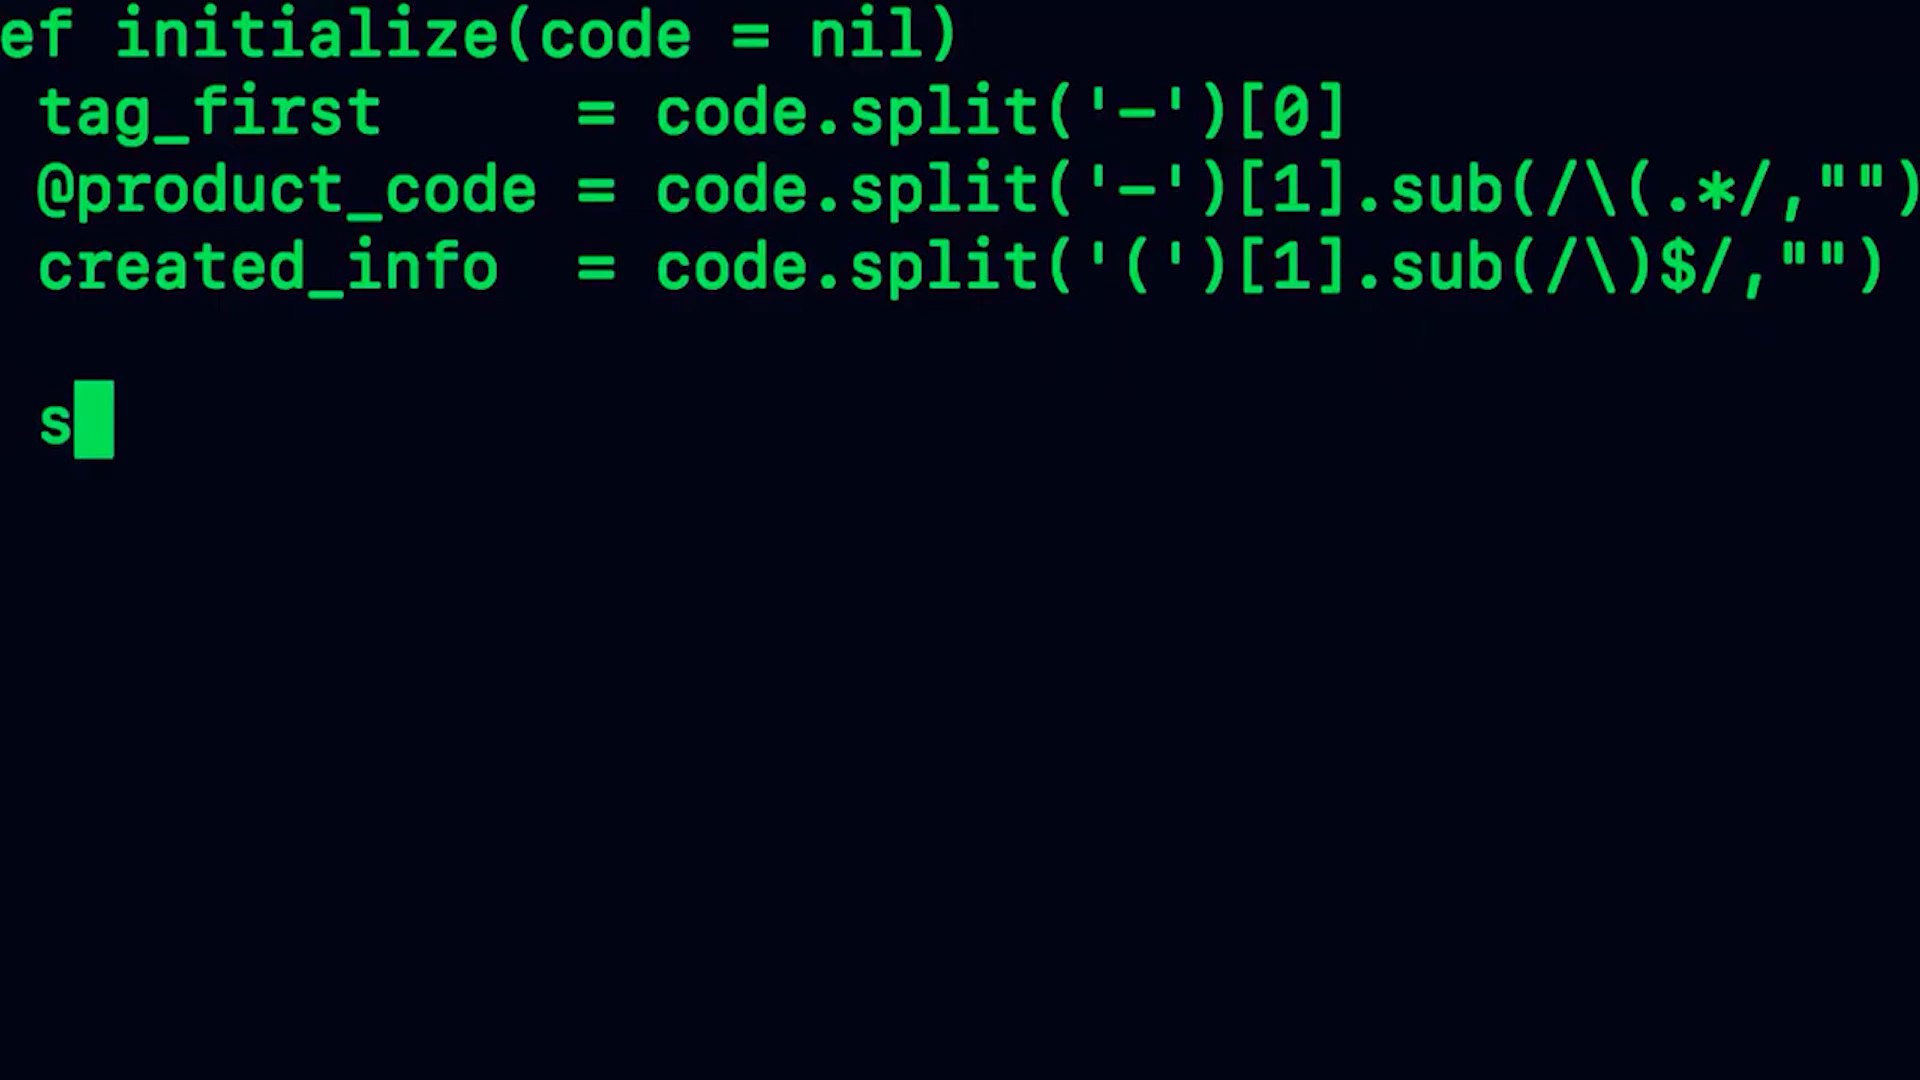 ef initialize(code = nil)
tag_first = code.split('-')[0]
@product_code = code.split('-')[1].sub(/\(.*/,"")
created_info = code.split('(')[1].sub(/\)$/,"")
s